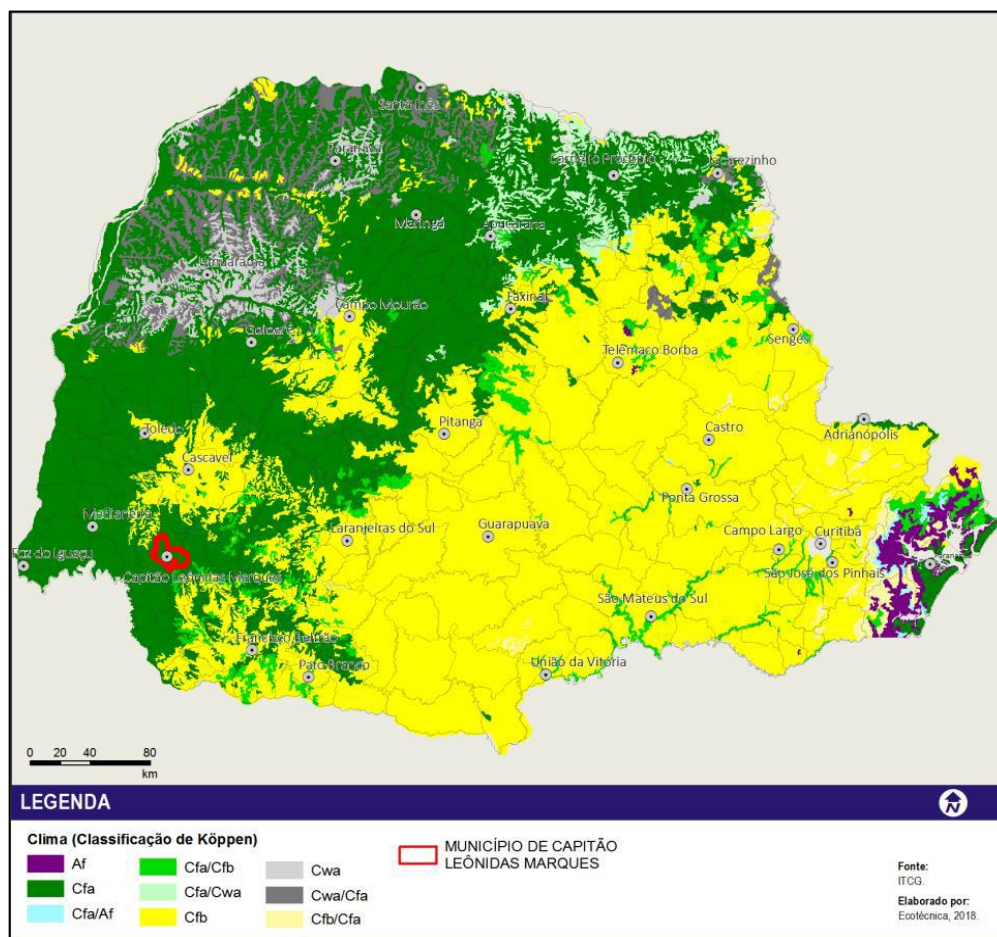 Santa Inês
Paranavaí
Cornélio Procópio
Jacarezinho
Maringá
Apucarana
Umuarama
Campo Mourão
Faxinal
Goioerê
Sengés
Telêmaco Borba
Toledo
Pitanga
Castro
Adrianópolis
Cascavel
Ponta Grossa
Medianeira
Laranjeiras do Sul
Guarapuava
Campo Largo
Curitiba
Foz do Iguaçu
São José dos Pinhais
Capitão Leônidas Marques
São Mateus do Sul
Francisco Beltrão
Pato Branco
União da Vitória
0 20 40 80
km
LEGENDA
N
Clima (Classificação de Köppen)
Af
Cfa
Cfa/Af
Cfa/Cfb
Cfa/Cwa
Cfb
Cwa
Cwa/Cfa
Cfb/Cfa
MUNICÍPIO DE CAPITÃO
LEÔNIDAS MARQUES
Fonte:
ITCG.
Elaborado por:
Ecotécnica, 2018.